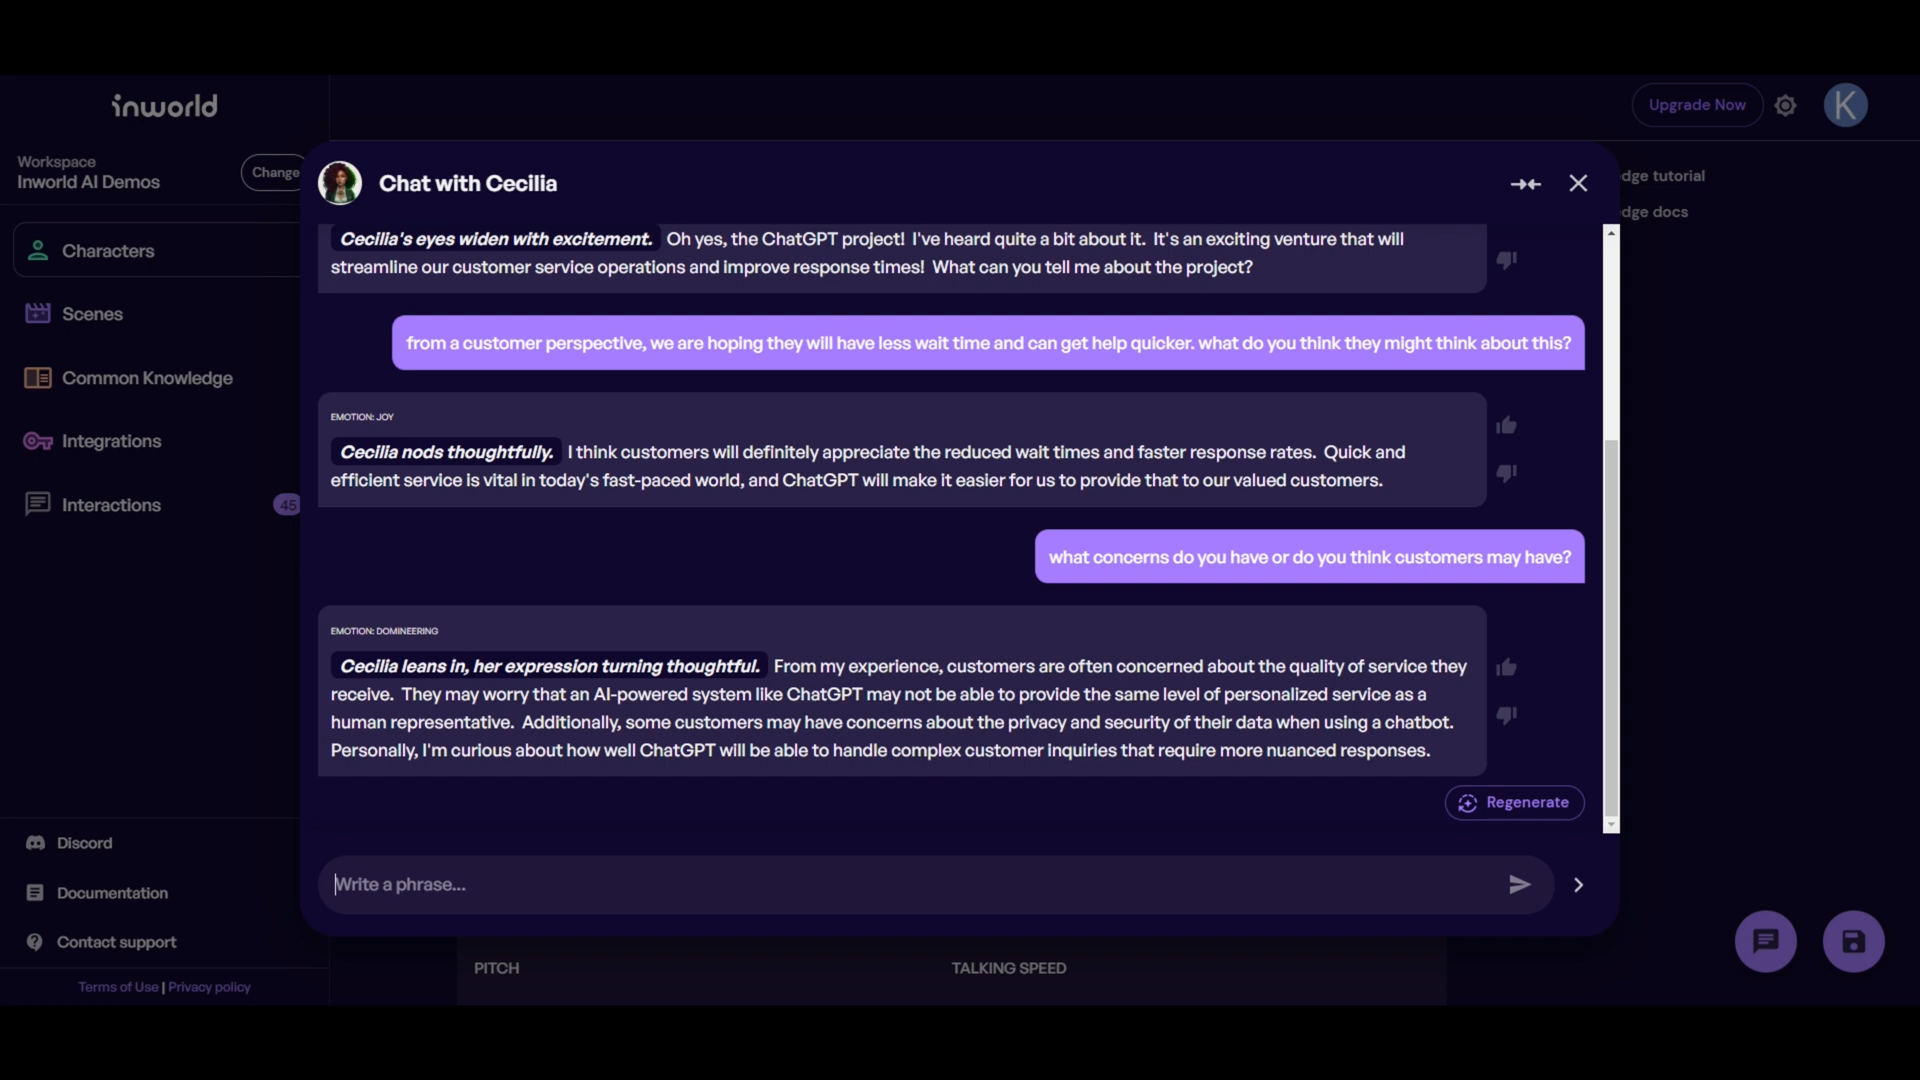 inworld
Upgrade Now
K
Workspace
Inworld AI Demos
Change
Characters
Scenes
Common Knowledge
Integrations
Interactions
45
Discord
Documentation
Contact support
Terms of Use | Privacy policy
dge tutorial
dge docs
Chat with Cecilia
Cecilia's eyes widen with excitement. Oh yes, the ChatGPT project! I've heard quite a bit about it. It's an exciting venture that will
streamline our customer service operations and improve response times! What can you tell me about the project?
from a customer perspective, we are hoping they will have less wait time and can get help quicker. what do you think they might think about this?
EMOTION: JOY
Cecilia nods thoughtfully. I think customers will definitely appreciate the reduced wait times and faster response rates. Quick and
efficient service is vital in today's fast-paced world, and ChatGPT will make it easier for us to provide that to our valued customers.
what concerns do you have or do you think customers may have?
EMOTION: DOMINEERING
Cecilia leans in, her expression turning thoughtful. From my experience, customers are often concerned about the quality of service they
receive. They may worry that an AI-powered system like ChatGPT may not be able to provide the same level of personalized service as a
human representative. Additionally, some customers may have concerns about the privacy and security of their data when using a chatbot.
Personally, I'm curious about how well ChatGPT will be able to handle complex customer inquiries that require more nuanced responses.
Regenerate
Write a phrase...
PITCH
TALKING SPEED